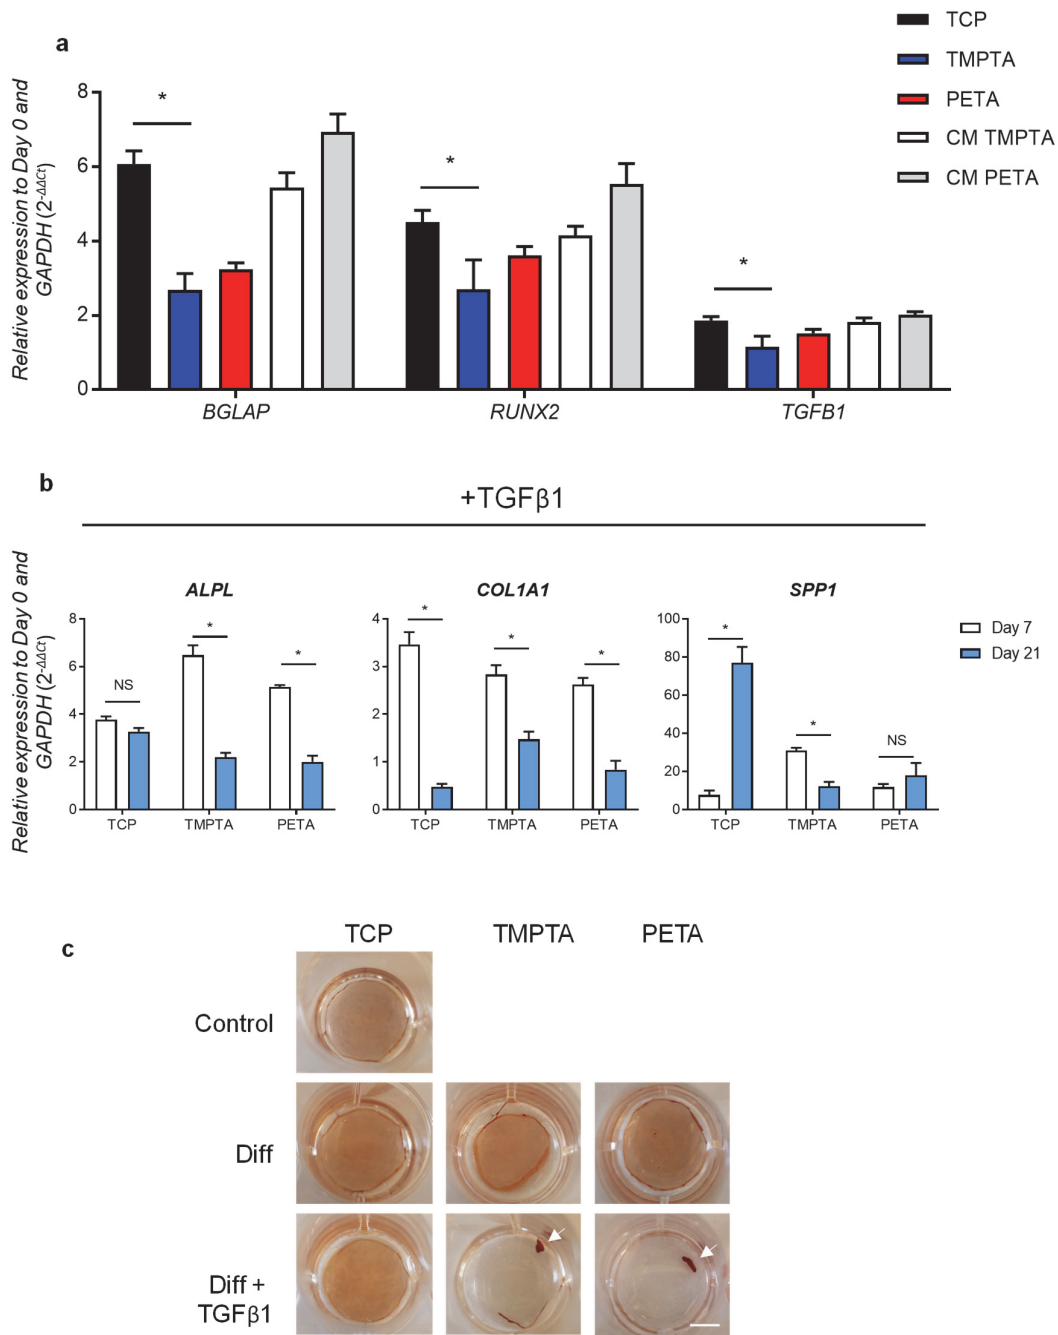 TCP
TMPTA
PETA
CM TMPTA
CM PETA
a
Relative expression to Day 0 and
GAPDH (2-ΔΔCt)
8
6
4
2
0
*
*
*
BGLAP
RUNX2
TGFB1
b
+TGFβ1
Relative expression to Day 0 and
GAPDH (2-ΔΔCt)
ALPL
8
6
4
2
0
NS
*
*
TCP
TMPTA
PETA
COL1A1
4
3
2
1
0
*
*
*
TCP
TMPTA
PETA
SPP1
100
80
60
40
20
0
*
*
NS
TCP
TMPTA
PETA
Day 7
Day 21
c
TCP
TMPTA
PETA
Control
Diff
Diff +
TGFβ1